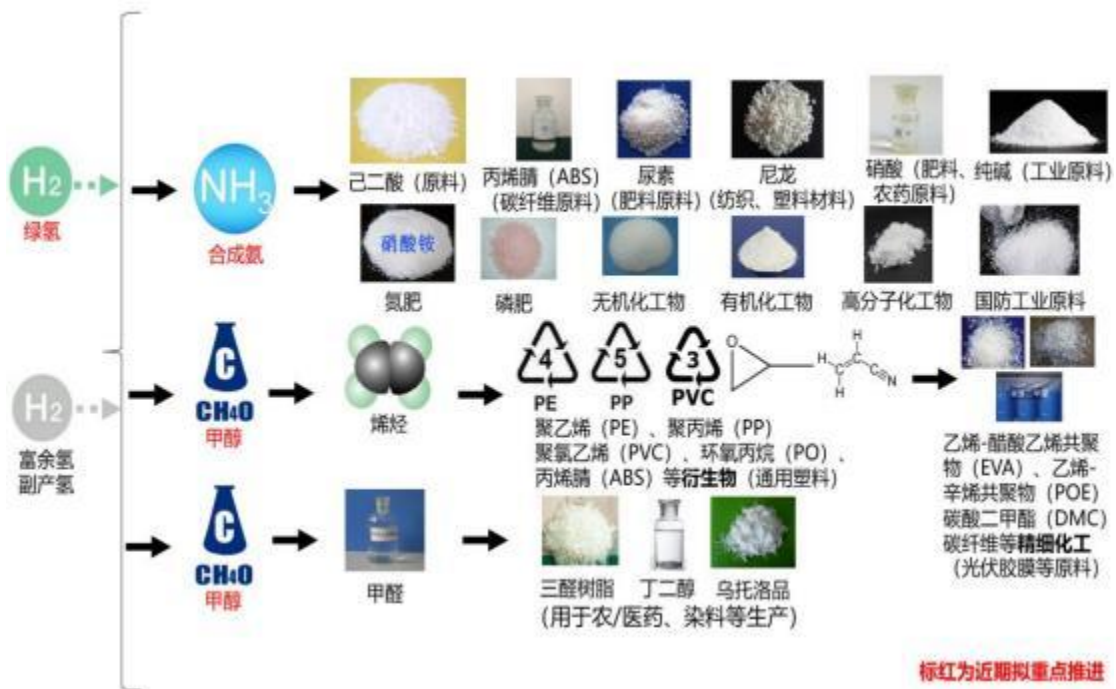 H2
绿氢
NH3
合成氨
己二酸（原料）
丙烯腈（ABS）
（碳纤维原料）
尿素
（肥料原料）
尼龙
（纺织、塑料材料）
硝酸（肥料、
农药原料）
纯碱（工业原料）
硝酸铵
氮肥
磷肥
无机化工物
有机化工物
高分子化工物
国防工业原料
H2
富余氢
副产氢
C
CH4O
甲醇
烯烃
4
PE
5
PP
3
PVC
O
H
H
H
C
C
C
N
聚乙烯（PE）、聚丙烯（PP）
聚氯乙烯（PVC）、环氧丙烷（PO）、
丙烯腈（ABS）等衍生物（通用塑料）
乙烯-醋酸乙烯共聚
物（EVA）、乙烯-
辛烯共聚物（POE）
碳酸二甲酯（DMC）
碳纤维等精细化工
（光伏胶膜等原料）
C
CH4O
甲醇
甲醛
三醛树脂
丁二醇
乌托洛品
（用于农/医药、染料等生产）
标红为近期拟重点推进